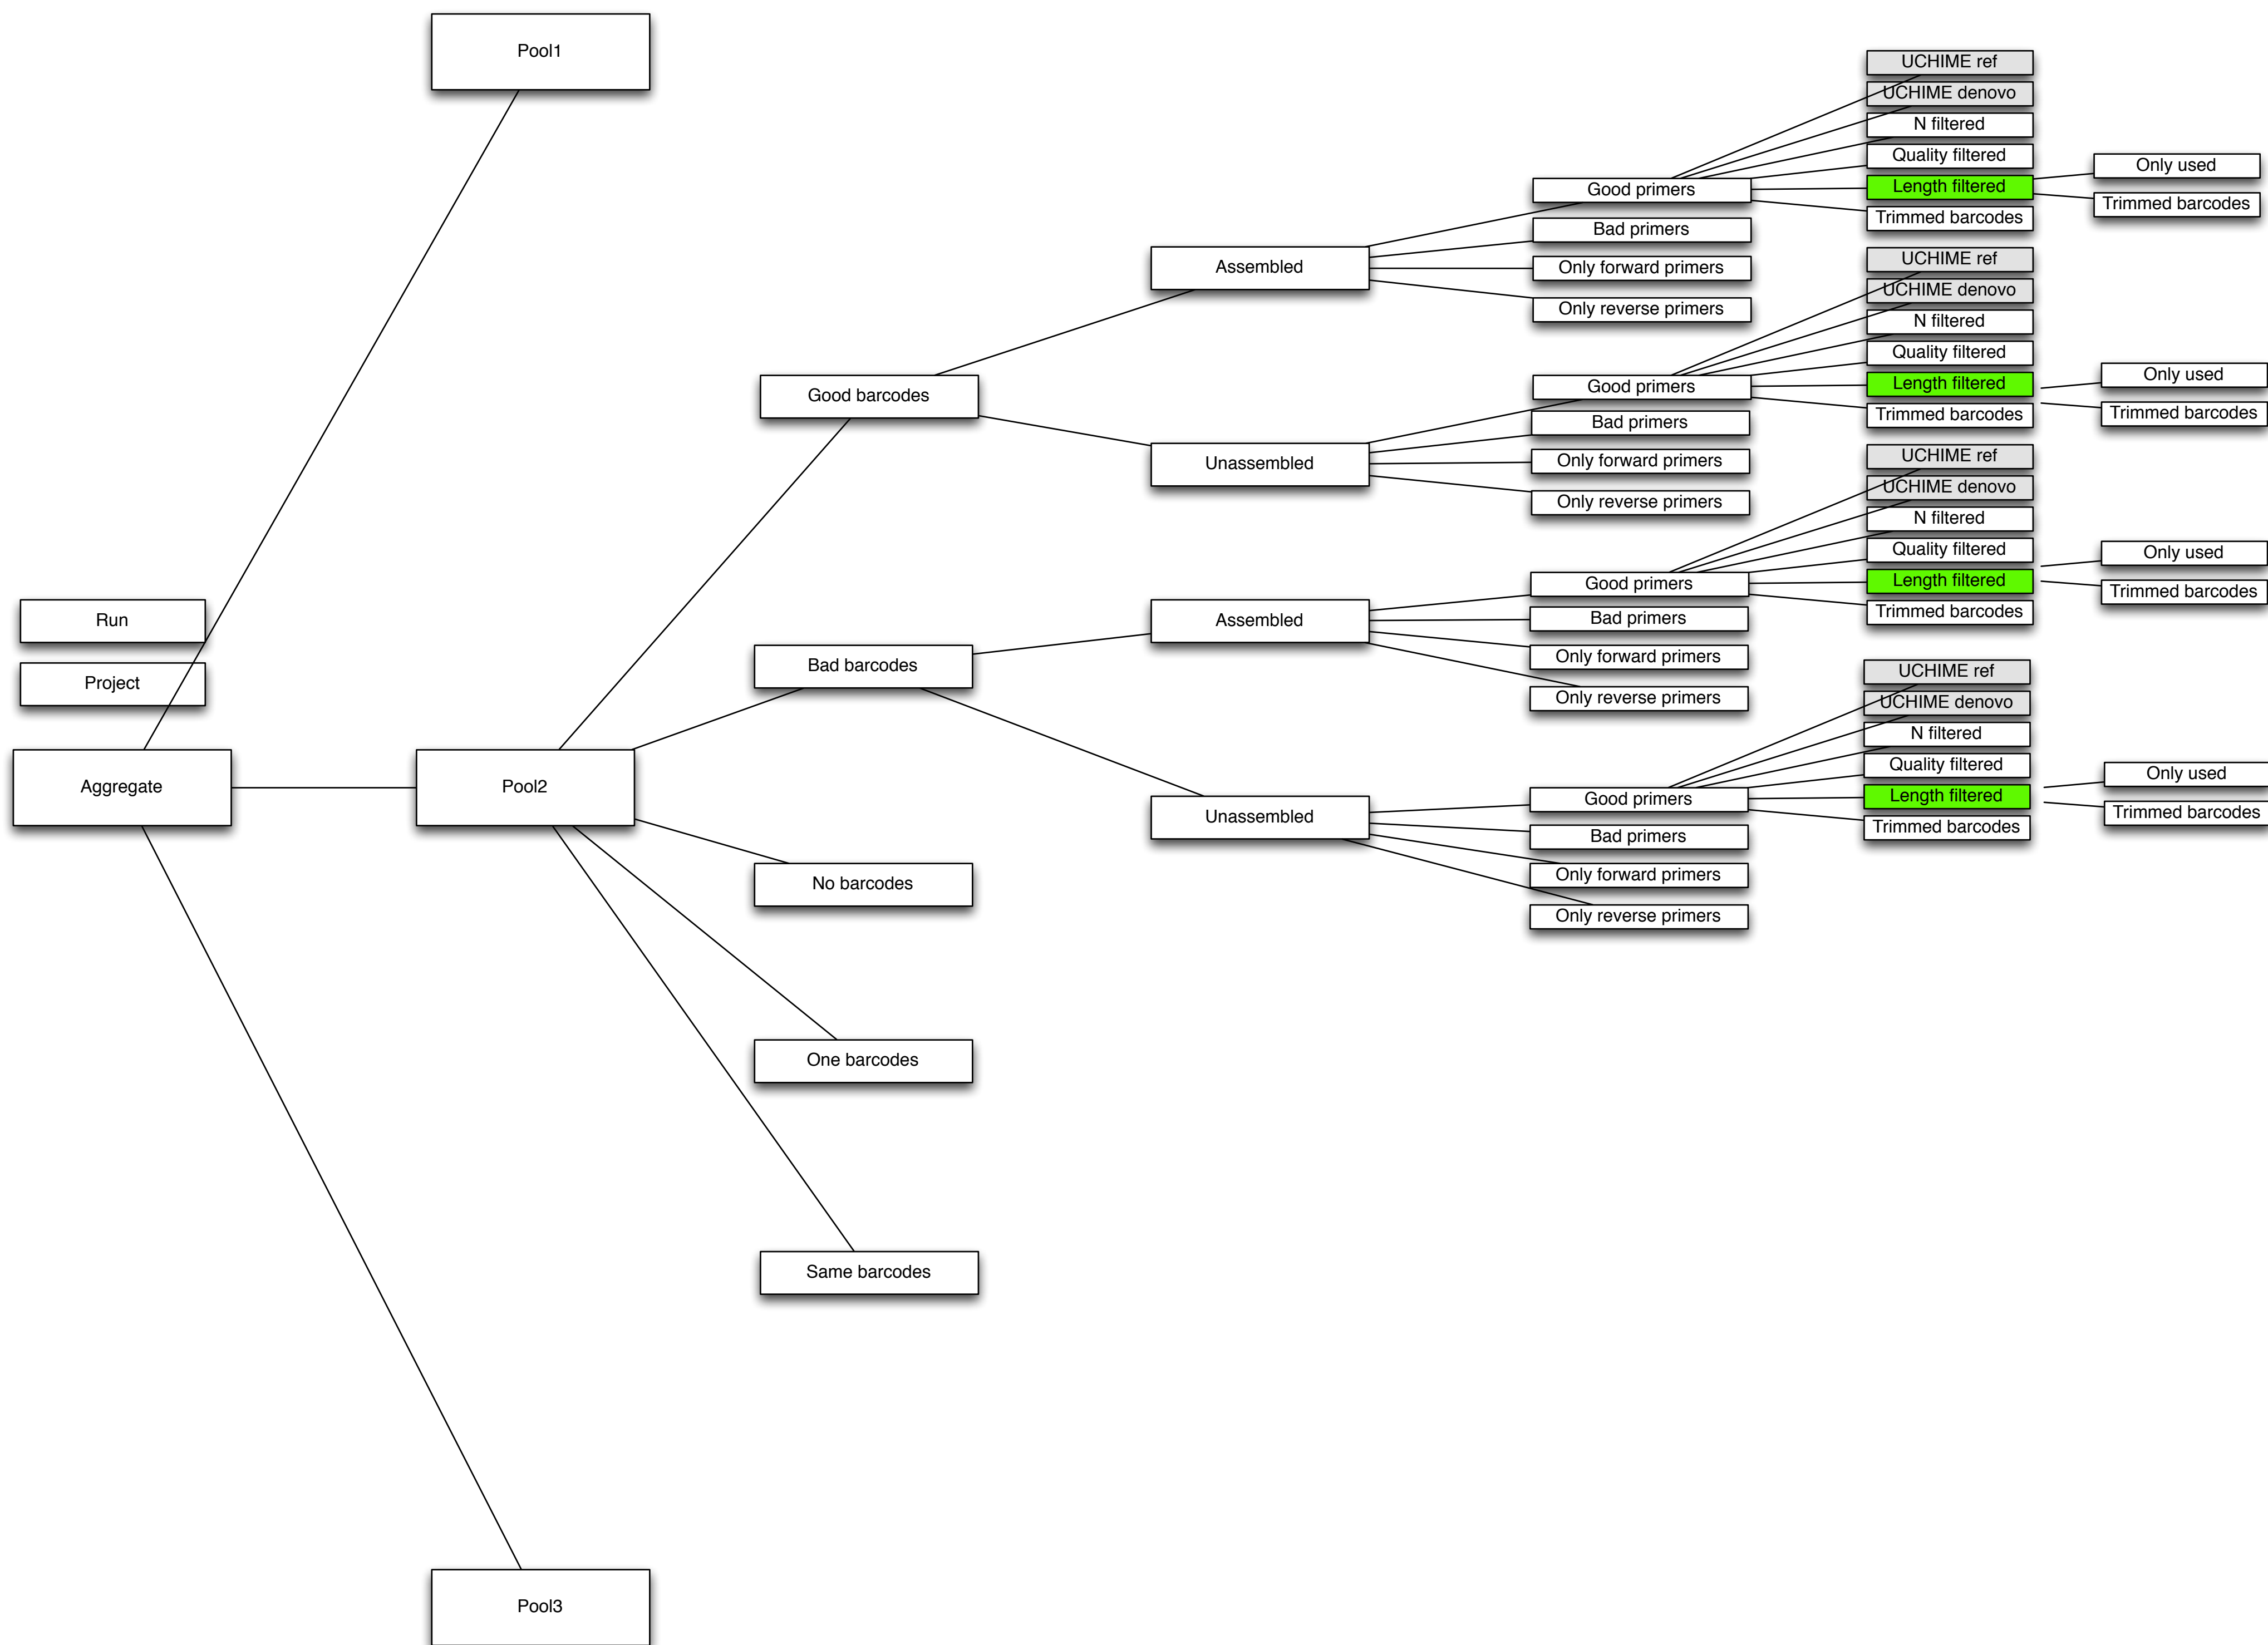 Pool1
Run
Project
Aggregate
Pool2
Pool3
Good barcodes
Bad barcodes
No barcodes
One barcodes
Same barcodes
Assembled
Unassembled
Assembled
Unassembled
Good primers
Bad primers
Only forward primers
Only reverse primers
Good primers
Bad primers
Only forward primers
Only reverse primers
Good primers
Bad primers
Only forward primers
Only reverse primers
Good primers
Bad primers
Only forward primers
Only reverse primers
UCHIME ref
UCHIME denovo
N filtered
Quality filtered
Length filtered
Trimmed barcodes
UCHIME ref
UCHIME denovo
N filtered
Quality filtered
Length filtered
Trimmed barcodes
UCHIME ref
UCHIME denovo
N filtered
Quality filtered
Length filtered
Trimmed barcodes
UCHIME ref
UCHIME denovo
N filtered
Quality filtered
Length filtered
Trimmed barcodes
Only used
Trimmed barcodes
Only used
Trimmed barcodes
Only used
Trimmed barcodes
Only used
Trimmed barcodes